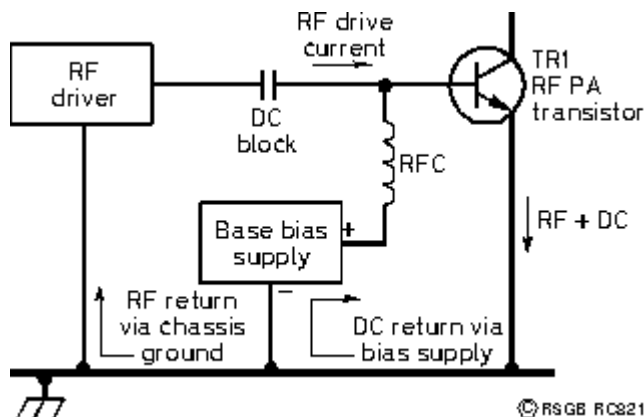 RF drive
current
RF
driver
DC
block
TR1
RF PA
transistor
RFC
Base bias
supply
+
−
RF + DC
RF return
via chassis
ground
DC return via
bias supply
© RSGB RC921